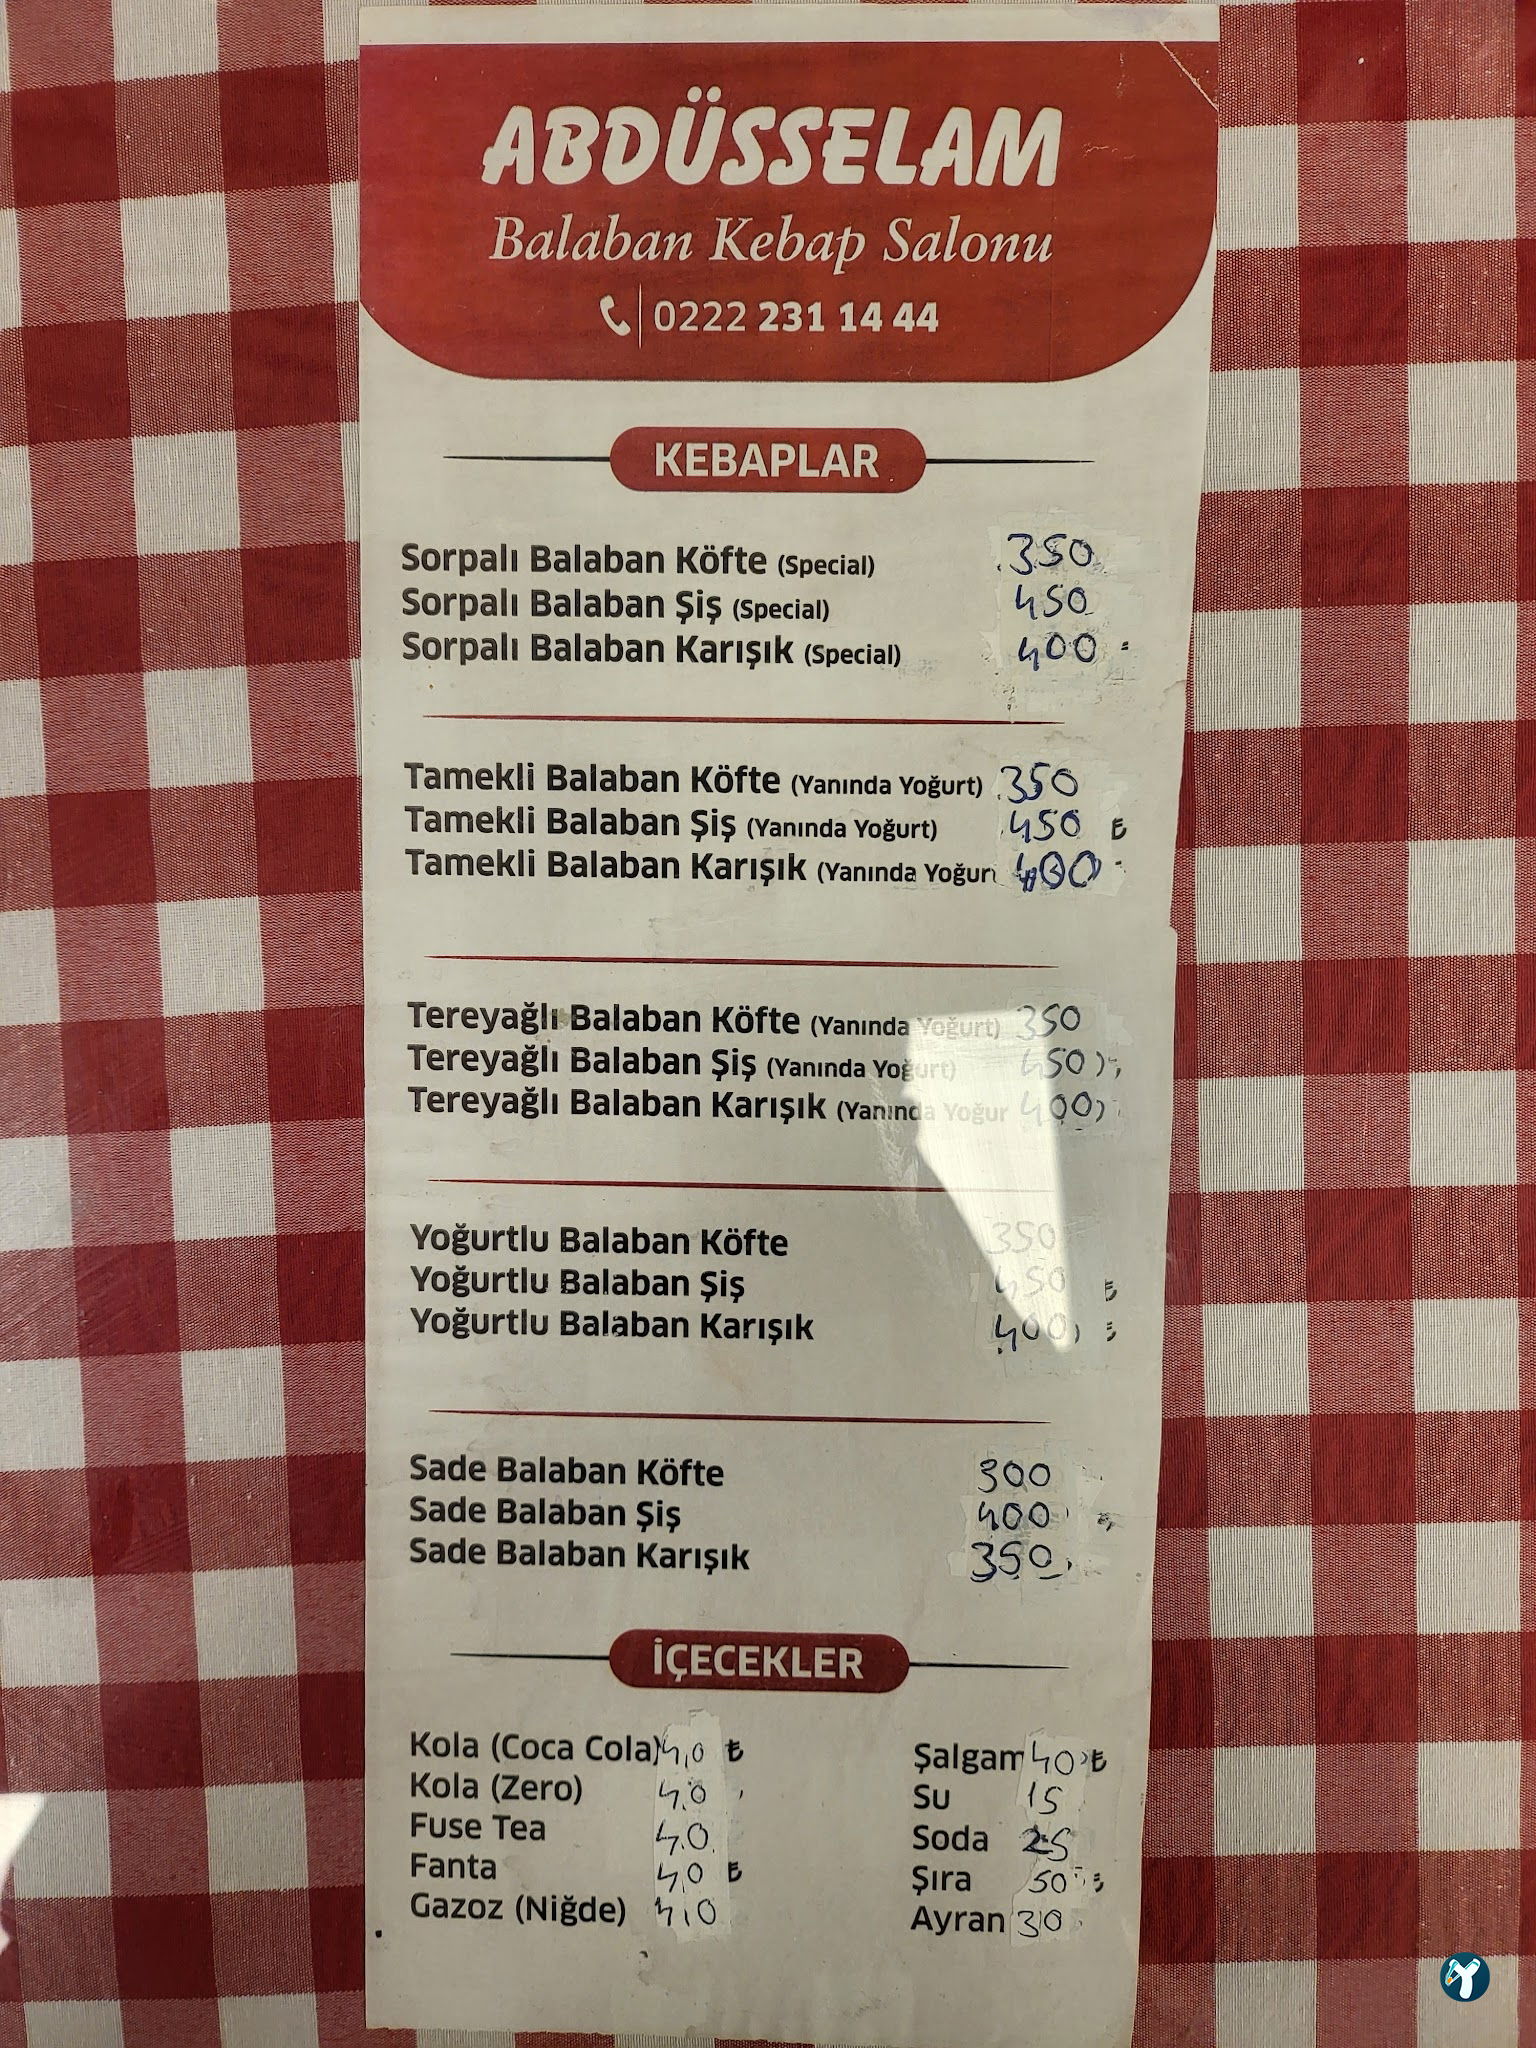 ABDÜSSELAM
Balaban Kebap Salonu
0222 231 14 44
KEBAPLAR
Sorpalı Balaban Köfte (Special) 350
Sorpalı Balaban Şiş (Special) 450
Sorpalı Balaban Karışık (Special) 400
Tamekli Balaban Köfte (Yanında Yoğurt) 350
Tamekli Balaban Şiş (Yanında Yoğurt) 450 ₺
Tamekli Balaban Karışık (Yanında Yoğur 400
Tereyağlı Balaban Köfte (Yanında Yoğurt) 350
Tereyağlı Balaban Şiş (Yanında Yoğurt) 450
Tereyağlı Balaban Karışık (Yanında Yoğur 400
Yoğurtlu Balaban Köfte 350
Yoğurtlu Balaban Şiş 450 ₺
Yoğurtlu Balaban Karışık 400
Sade Balaban Köfte 300
Sade Balaban Şiş 400
Sade Balaban Karışık 350
İÇECEKLER
Kola (Coca Cola) 40 ₺
Kola (Zero) 40
Fuse Tea 40
Fanta 40 ₺
Gazoz (Niğde) 40
Şalgam 40 ₺
Su 15
Soda 25
Şıra 50
Ayran 30